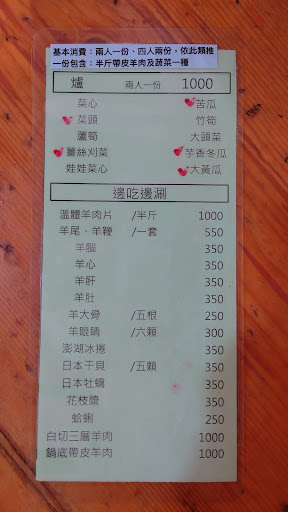 基本消費：兩人一份、四人兩份，依此類推
一份包含：半斤帶皮羊肉及蔬菜一種
爐 兩人一份 1000
菜心 苦瓜
菜頭 竹筍
蘆筍 大頭菜
薑絲刈菜 芋香冬瓜
娃娃菜心 大黃瓜
邊吃邊涮
溫體羊肉片 /半斤 1000
羊尾、羊鞭 /一套 550
羊腦 350
羊心 350
羊肝 350
羊肚 350
羊大骨 /五根 250
羊眼睛 /六顆 300
澎湖冰捲 350
日本干貝 /五顆 350
日本牡蠣 350
花枝漿 350
蛤蜊 250
白切三層羊肉 1000
鍋底帶皮羊肉 1000